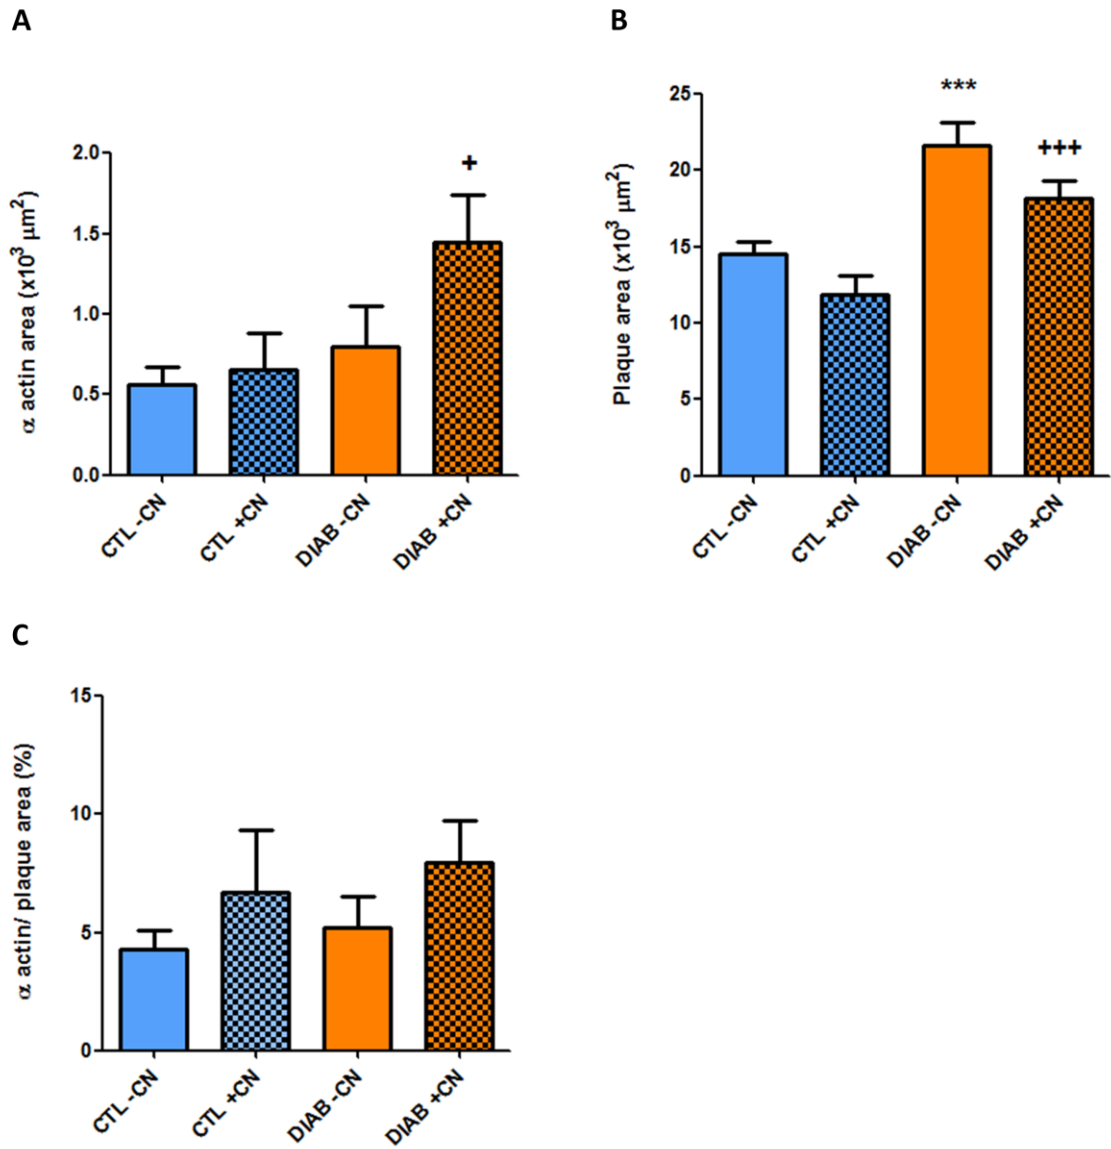 A
α actin area (x10³ μm²)
2.0
1.5
1.0
0.5
0.0
+
CTL -CN
CTL +CN
DIAB -CN
DIAB +CN
B
Plaque area (x10³ μm²)
25
20
15
10
5
0
***
+++
CTL -CN
CTL +CN
DIAB -CN
DIAB +CN
C
α actin/ plaque area (%)
15
10
5
0
CTL -CN
CTL +CN
DIAB -CN
DIAB +CN